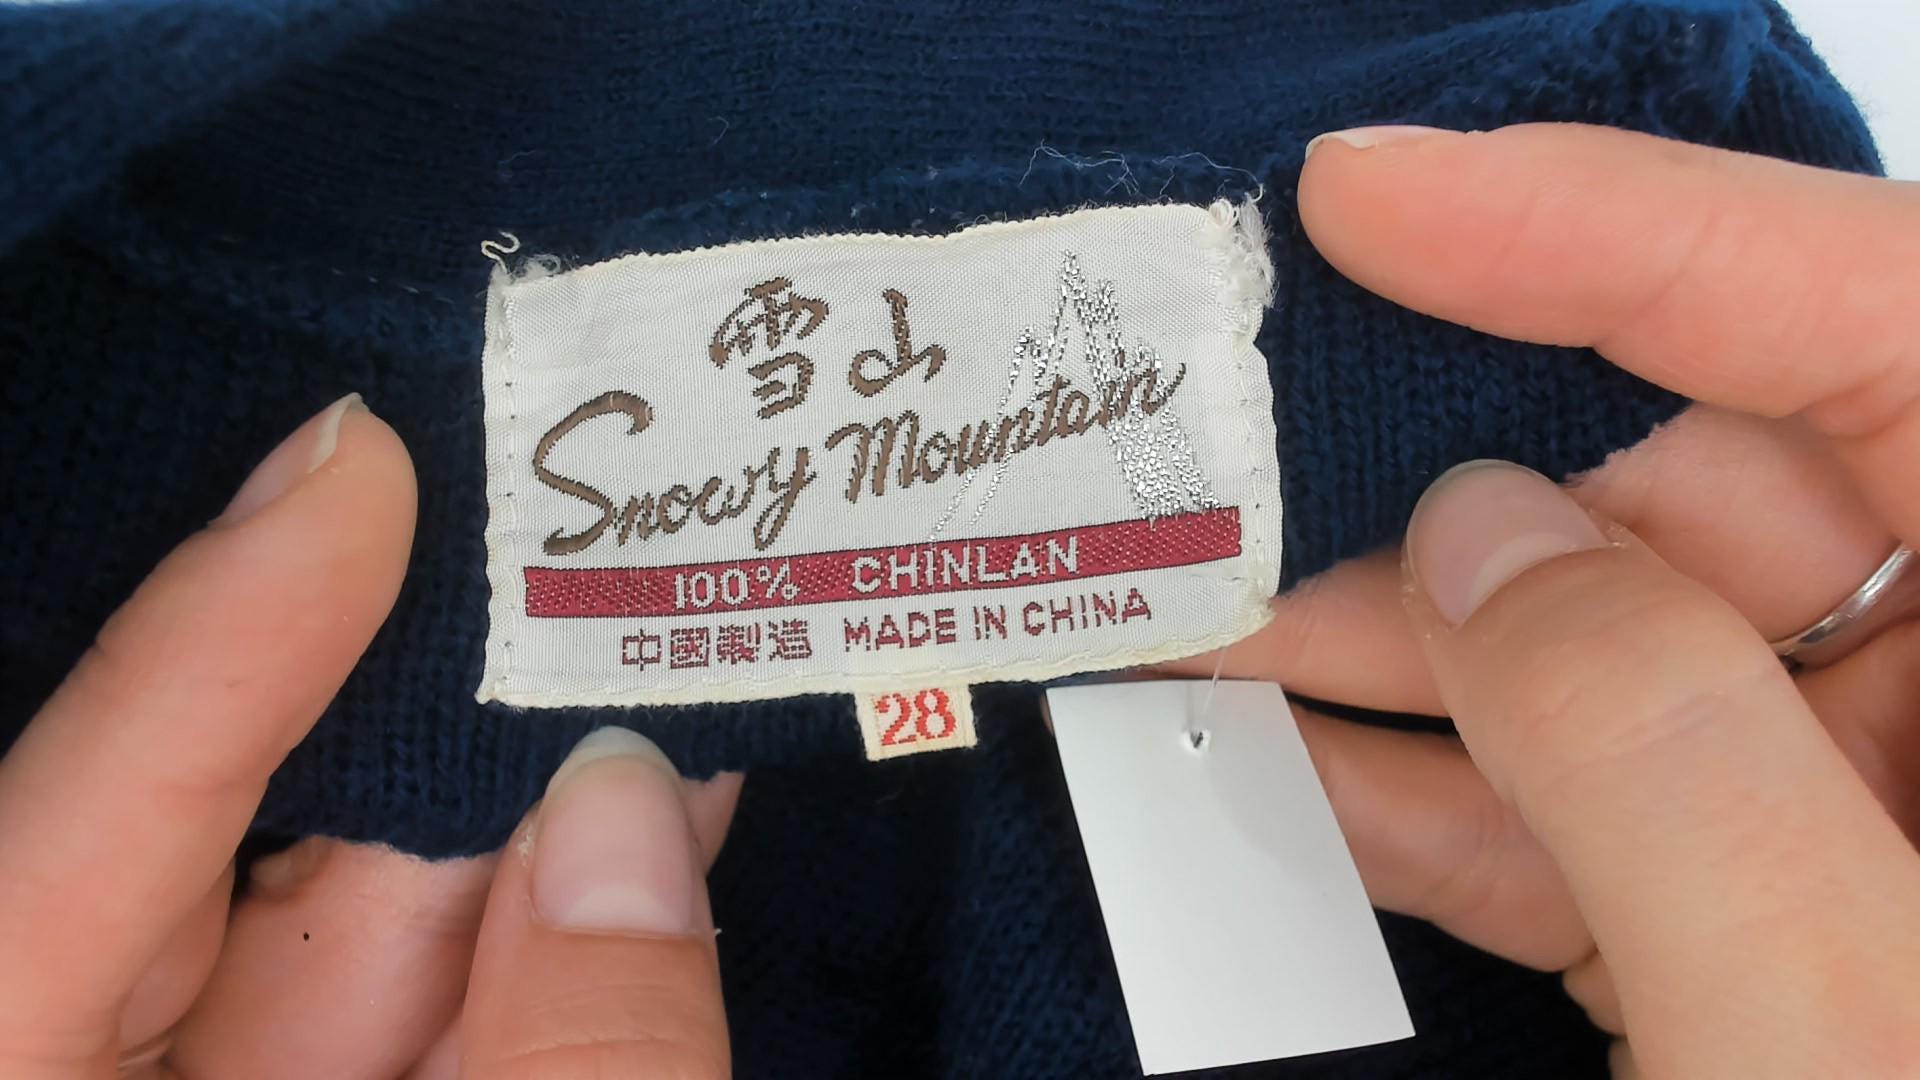 雪山
Snowy Mountain
100% CHINLAN
中國製造 MADE IN CHINA
28